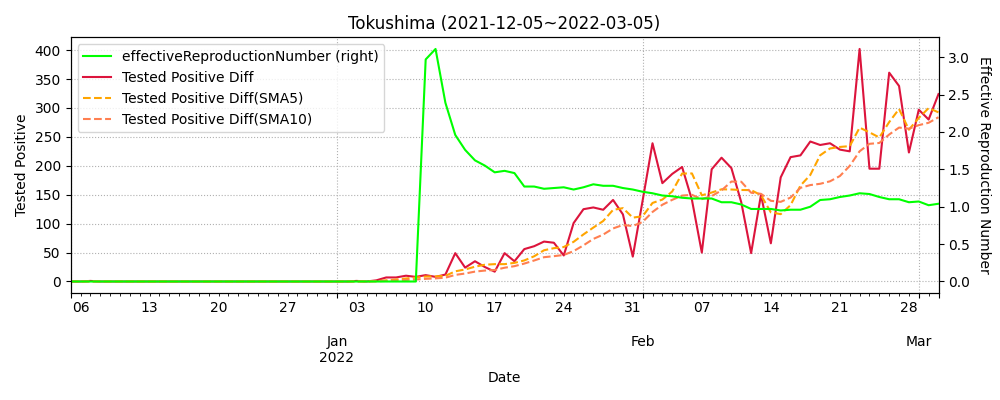 Tokushima (2021-12-05~2022-03-05)
effectiveReproductionNumber (right)
Tested Positive Diff
Tested Positive Diff(SMA5)
Tested Positive Diff(SMA10)
Tested Positive
400
350
300
250
200
150
100
50
0
Effective Reproduction Number
3.0
2.5
2.0
1.5
1.0
0.5
0.0
06 13 20 27 03 10 17 24 31 07 14 21 28
Jan Feb Mar
2022
Date